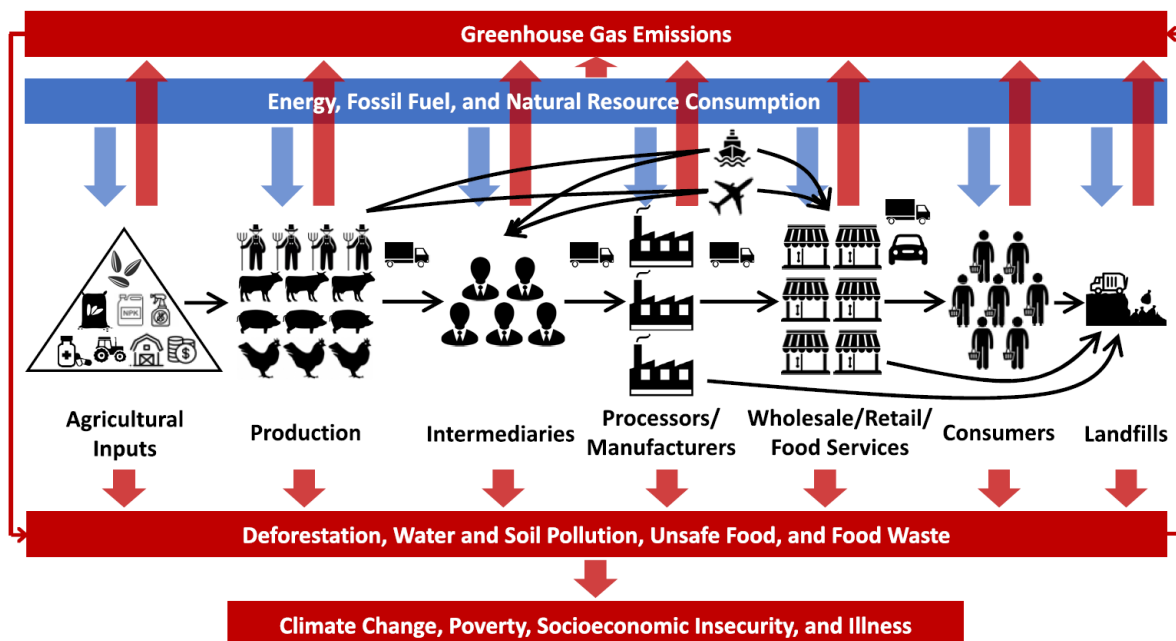 Greenhouse Gas Emissions
Energy, Fossil Fuel, and Natural Resource Consumption
NPK
Agricultural
Inputs
Production
Intermediaries
Processors/
Manufacturers
Wholesale/Retail/
Food Services
Consumers
Landfills
Deforestation, Water and Soil Pollution, Unsafe Food, and Food Waste
Climate Change, Poverty, Socioeconomic Insecurity, and Illness